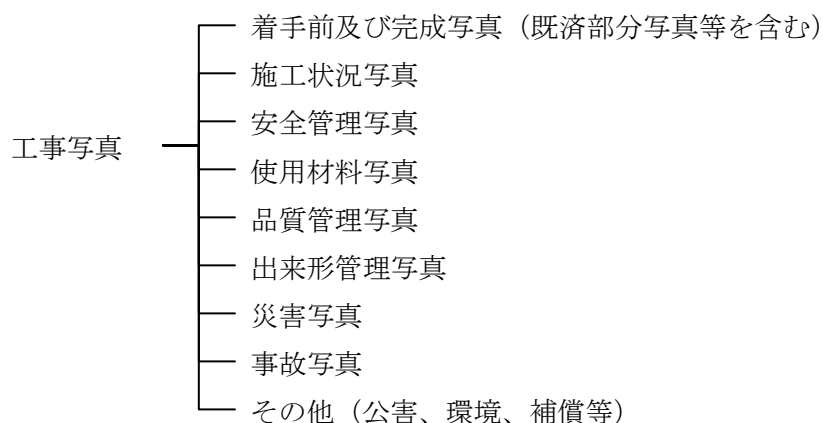 着手前及び完成写真（既済部分写真等を含む）
施工状況写真
安全管理写真
工事写真
使用材料写真
品質管理写真
出来形管理写真
災害写真
事故写真
その他（公害、環境、補償等）